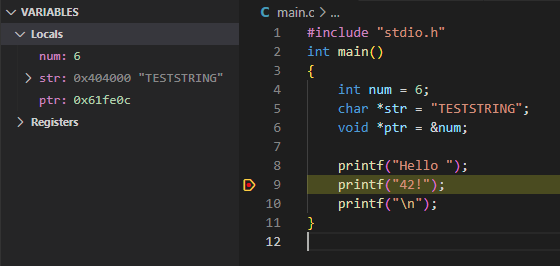 VARIABLES
Locals
num: 6
str: 0x404000 "TESTSTRING"
ptr: 0x61fe0c
Registers
C main.c > ...
1 #include "stdio.h"
2 int main()
3 {
4     int num = 6;
5     char *str = "TESTSTRING";
6     void *ptr = &num;
7
8     printf("Hello ");
9     printf("42!");
10     printf("\n");
11 }
12